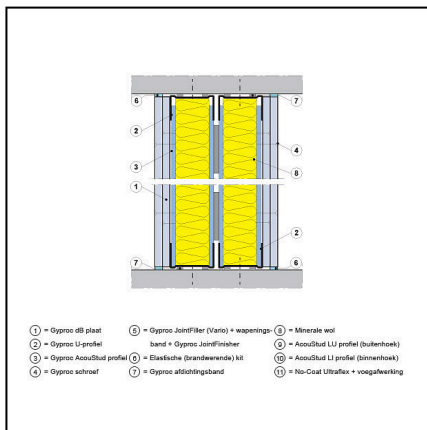 6
7
2
4
3
8
1
2
7
6
1 = Gyproc dB plaat
2 = Gyproc U-profiel
3 = Gyproc AcouStud profiel
4 = Gyproc schroef
5 = Gyproc JointFiller (Vario) + wapenings-
band + Gyproc JointFinisher
6 = Elastische (brandwerende) kit
7 = Gyproc afdichtingsband
8 = Minerale wol
9 = AcouStud LU profiel (buitenhoek)
10 = AcouStud LI profiel (binnenhoek)
11 = No-Coat Ultraflex + voegafwerking